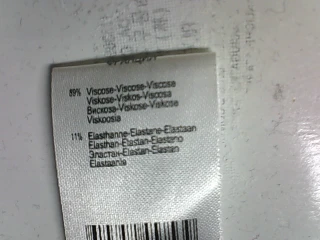 89% Viscose-Viscose-Viscose
Viskose-Viskos-Viscosa
Вискоза-Viskose-Viskose
Viskoosia
11% Elasthanne-Elastane-Elastaan
Elasthan-Elastan-Elastano
Эластан-Elastan-Elastan
Elastaania